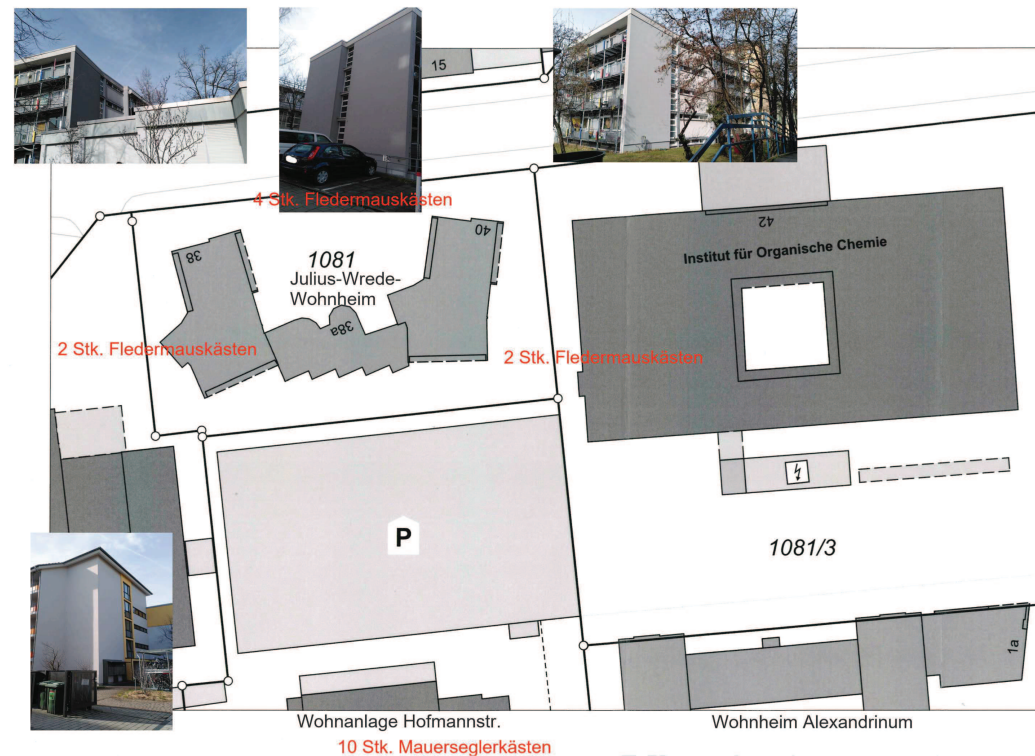 15
4 Stk. Fledermauskästen
42
40
38
1081
Institut für Organische Chemie
Julius-Wrede-
Wohnheim
38a
2 Stk. Fledermauskästen
2 Stk. Fledermauskästen
P
1081/3
1a
Wohnanlage Hofmannstr.
Wohnheim Alexandrinum
10 Stk. Mauerseglerkästen